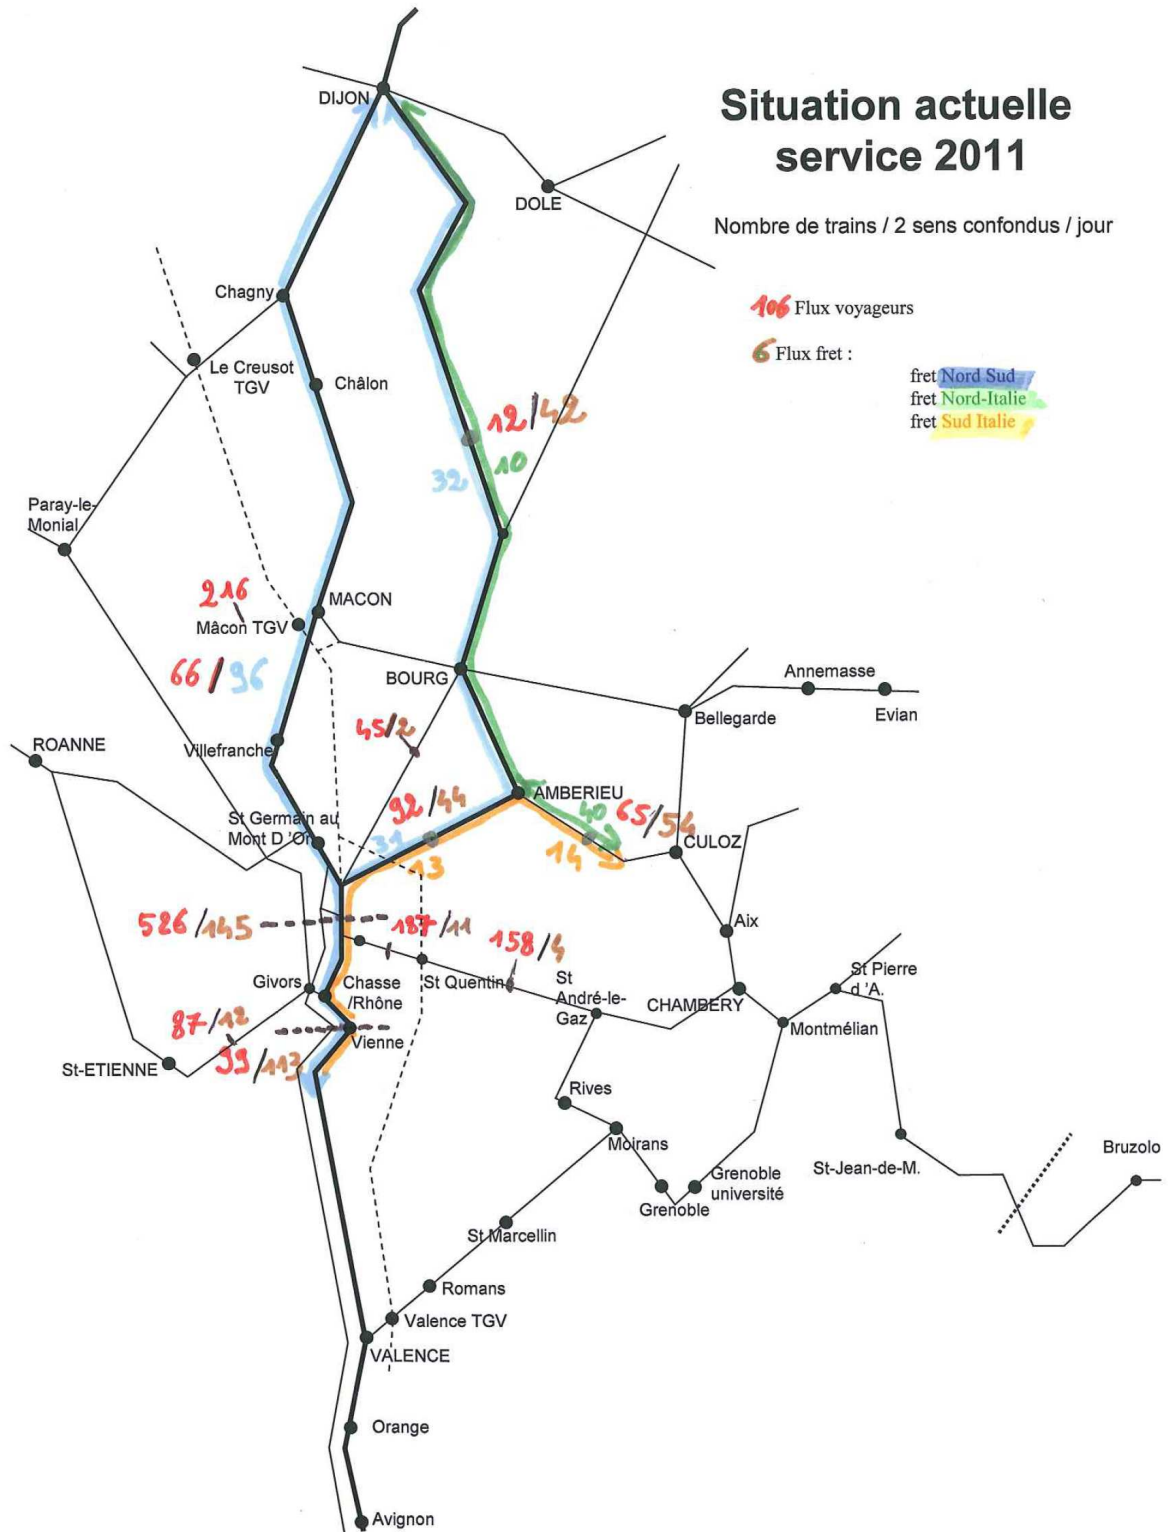 Situation actuelle
service 2011
Nombre de trains / 2 sens confondus / jour
106 Flux voyageurs
6 Flux fret :
fret Nord Sud
fret Nord-Italie
fret Sud Italie
DIJON
DOLE
Chagny
Le Creusot
TGV
Châlon
12/42
32
10
Paray-le-
Monial
216
MACON
Mâcon TGV
66/96
BOURG
Annemasse
Bellegarde
Evian
45/2
ROANNE
Villefranche
AMBERIEU
92/44
40
65/54
St Germain au
Mont D 'Or
31
13
14
CULOZ
526/145
187/11
158/4
Aix
Givors
Chasse
/Rhône
St Quentin
St
André-le-
Gaz
CHAMBERY
St Pierre
d 'A.
Montmélian
87/12
Vienne
99/113
St-ETIENNE
Rives
Moirans
St-Jean-de-M.
Bruzolo
Grenoble
Grenoble
université
St Marcellin
Romans
Valence TGV
VALENCE
Orange
Avignon